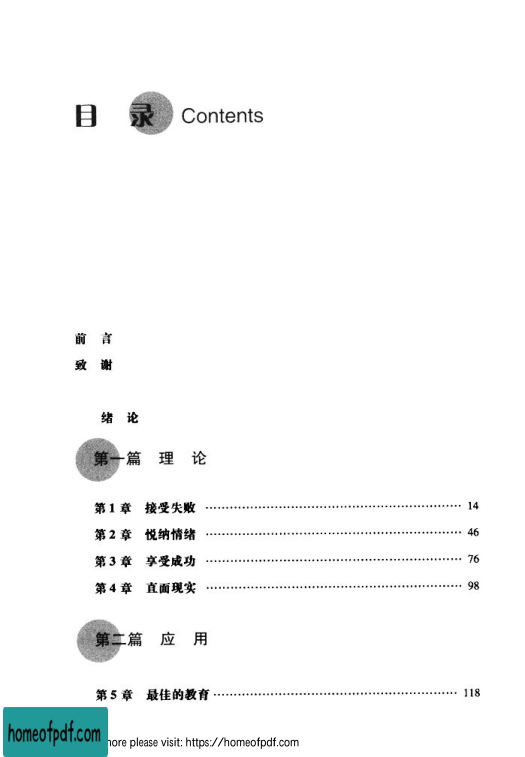 目 录 Contents
前 言
致 谢
绪 论
第一篇 理 论
第1章 接受失败 ………………………………………… 14
第2章 悦纳情绪 ………………………………………… 46
第3章 享受成功 ………………………………………… 76
第4章 直面现实 ………………………………………… 98
第二篇 应 用
第5章 最佳的教育 ……………………………………… 118
homeofpdf.com
more please visit: https://homeofpdf.com